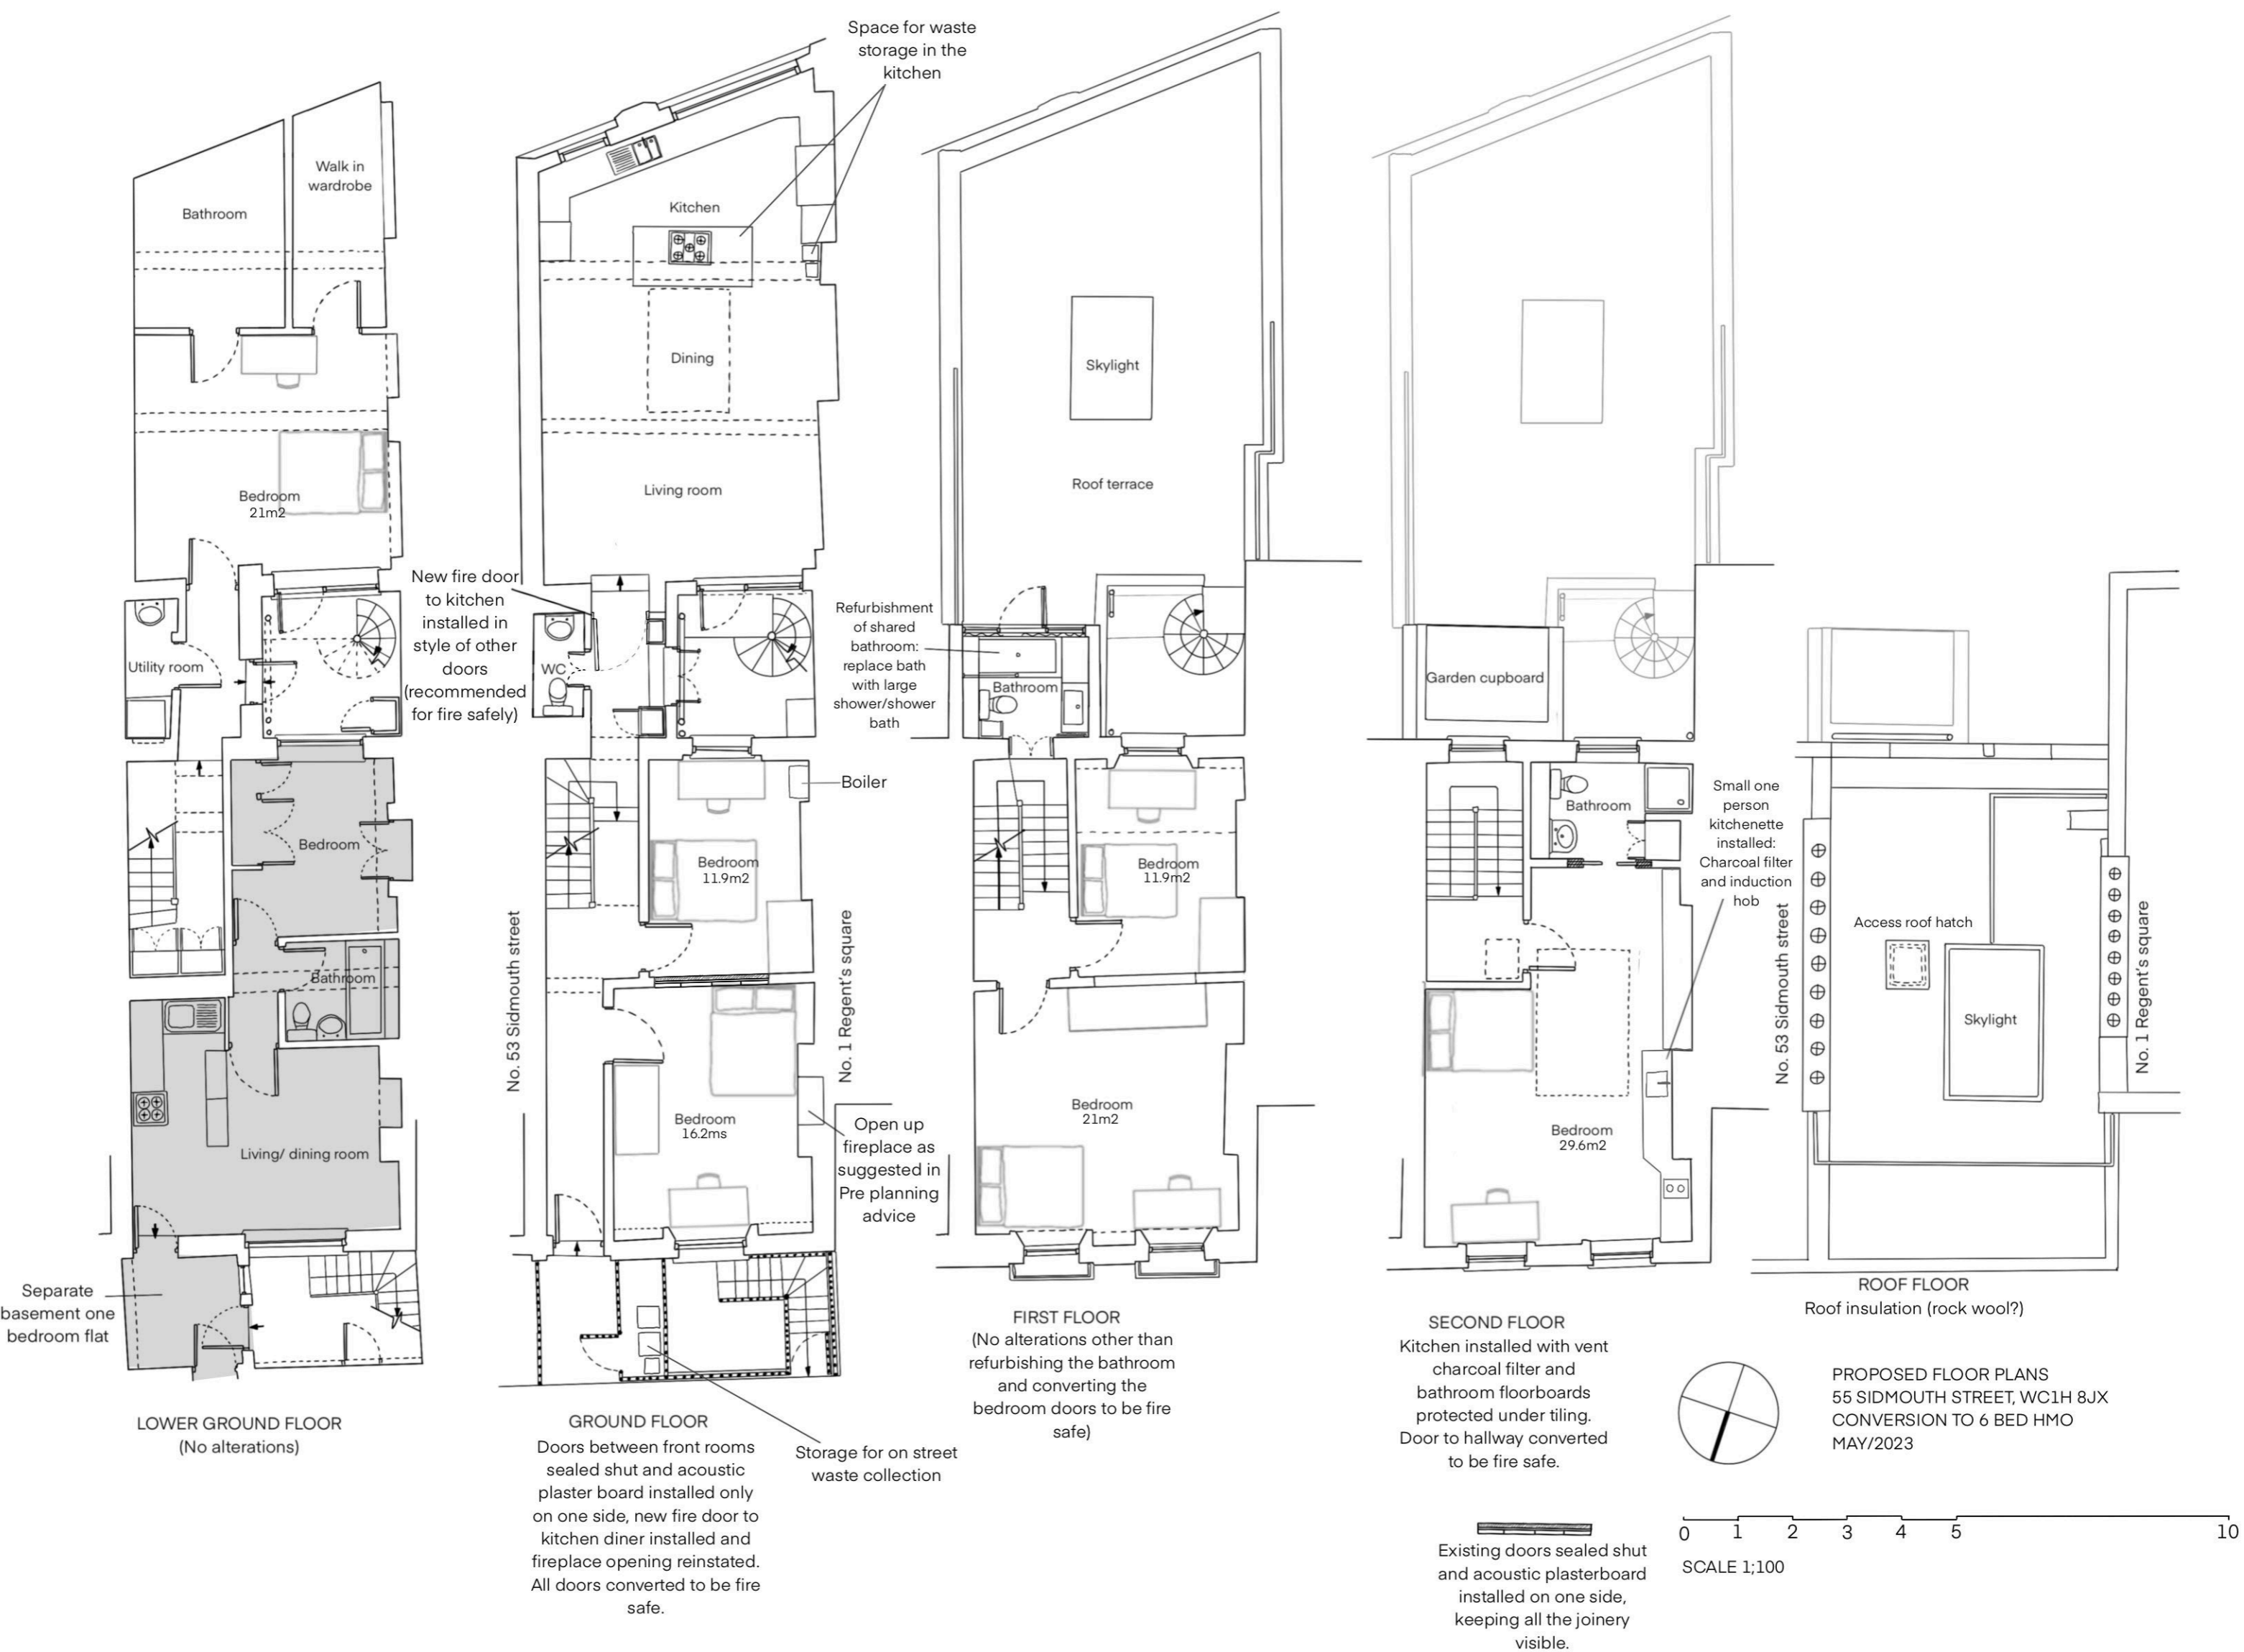 Space for waste
storage in the
kitchen
Walk in
wardrobe
Bathroom
Bedroom
21m2
Utility room
Bedroom
Bathroom
Living/ dining room
Separate
basement one
bedroom flat
LOWER GROUND FLOOR
(No alterations)
Kitchen
Dining
Living room
New fire door
to kitchen
installed in
style of other
doors
(recommended
for fire safely)
WC
Boiler
Bedroom
11.9m2
No. 53 Sidmouth street
No. 1 Regent's square
Bedroom
16.2ms
Open up
fireplace as
suggested in
Pre planning
advice
GROUND FLOOR
Doors between front rooms
sealed shut and acoustic
plaster board installed only
on one side, new fire door to
kitchen diner installed and
fireplace opening reinstated.
All doors converted to be fire
safe.
Storage for on street
waste collection
Skylight
Roof terrace
Refurbishment
of shared
bathroom:
replace bath
with large
shower/shower
bath
Bathroom
Bedroom
11.9m2
Bedroom
21m2
FIRST FLOOR
(No alterations other than
refurbishing the bathroom
and converting the
bedroom doors to be fire
safe)
Garden cupboard
Bathroom
Small one
person
kitchenette
installed:
Charcoal filter
and induction
hob
Bedroom
29.6m2
SECOND FLOOR
Kitchen installed with vent
charcoal filter and
bathroom floorboards
protected under tiling.
Door to hallway converted
to be fire safe.
Existing doors sealed shut
and acoustic plasterboard
installed on one side,
keeping all the joinery
visible.
No. 53 Sidmouth street
Access roof hatch
Skylight
No. 1 Regent's square
ROOF FLOOR
Roof insulation (rock wool?)
PROPOSED FLOOR PLANS
55 SIDMOUTH STREET, WC1H 8JX
CONVERSION TO 6 BED HMO
MAY/2023
0 1 2 3 4 5 10
SCALE 1;100